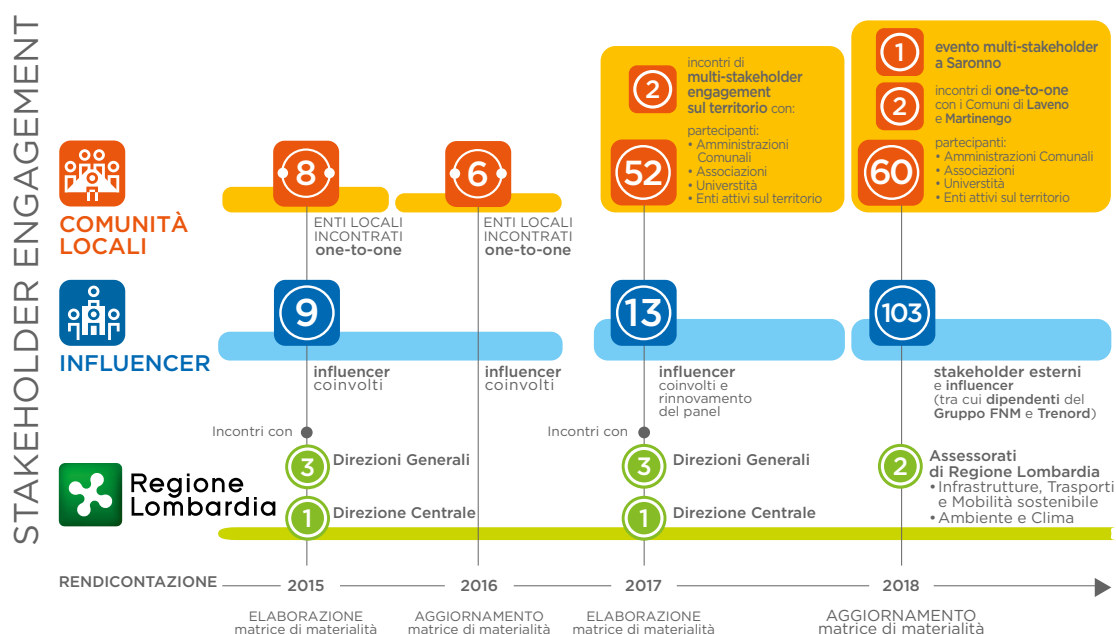 STAKEHOLDER ENGAGEMENT
COMUNITÀ
LOCALI
8
ENTI LOCALI
INCONTRATI
one-to-one
6
ENTI LOCALI
INCONTRATI
one-to-one
2
incontri di
multi-stakeholder
engagement
sul territorio con:
52
partecipanti:
• Amministrazioni
Comunali
• Associazioni
• Universtità
• Enti attivi sul territorio
1
evento multi-stakeholder
a Saronno
2
incontri di one-to-one
con i Comuni di Laveno
e Martinengo
60
partecipanti:
• Amministrazioni Comunali
• Associazioni
• Universtità
• Enti attivi sul territorio
INFLUENCER
9
influencer
coinvolti
influencer
coinvolti
13
influencer
coinvolti e
rinnovamento
del panel
103
stakeholder esterni
e influencer
(tra cui dipendenti del
Gruppo FNM e Trenord)
Regione
Lombardia
Incontri con
3 Direzioni Generali
1 Direzione Centrale
Incontri con
3 Direzioni Generali
1 Direzione Centrale
2
Assessorati
di Regione Lombardia
• Infrastrutture, Trasporti
e Mobilità sostenibile
• Ambiente e Clima
RENDICONTAZIONE
2015
2016
2017
2018
ELABORAZIONE
matrice di materialità
AGGIORNAMENTO
matrice di materialità
ELABORAZIONE
matrice di materialità
AGGIORNAMENTO
matrice di materialità